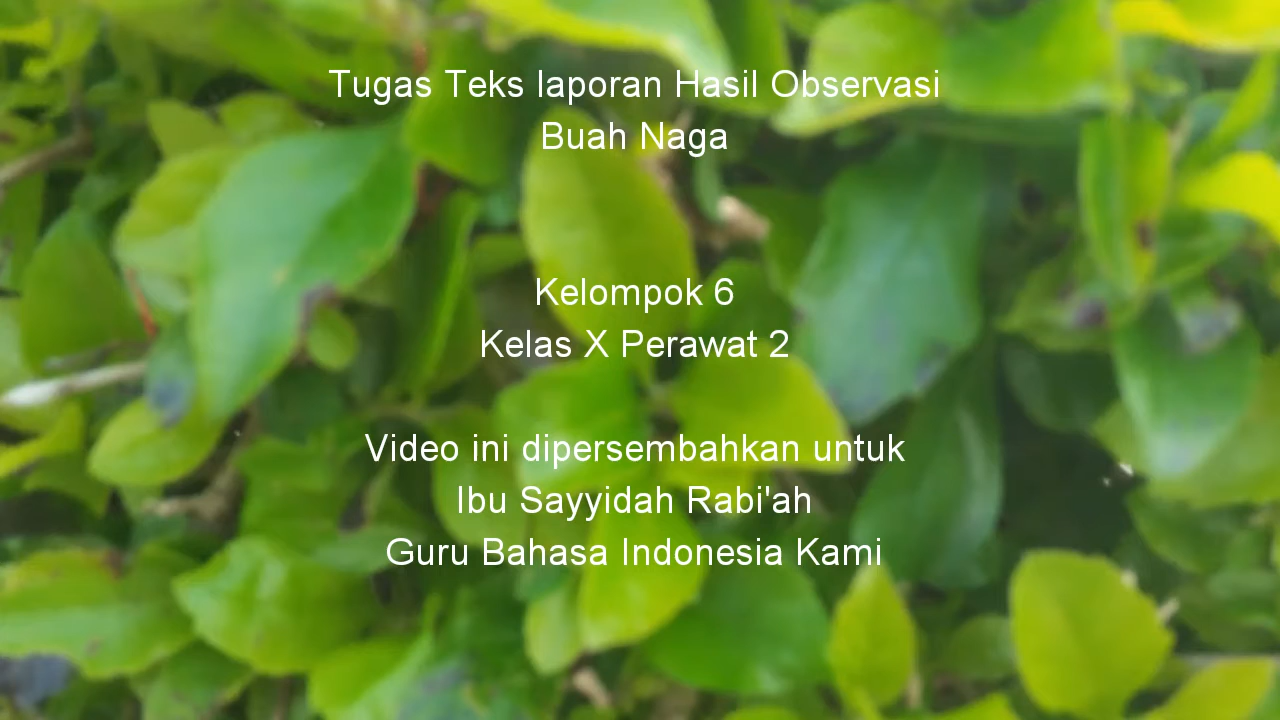 Tugas Teks laporan Hasil Observasi
Buah Naga
Kelompok 6
Kelas X Perawat 2
Video ini dipersembahkan untuk
Ibu Sayyidah Rabi'ah
Guru Bahasa Indonesia Kami